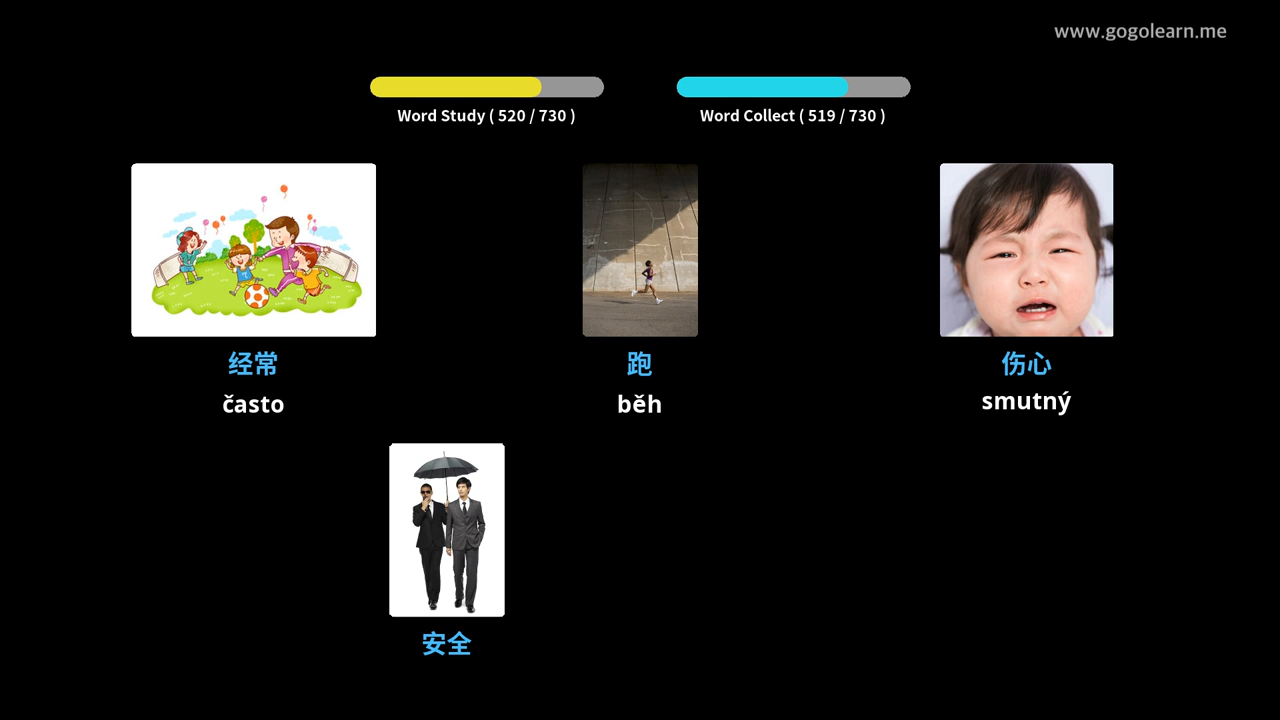 www.gogolearn.me
Word Study ( 520 / 730 )
Word Collect ( 519 / 730 )
经常
často
跑
běh
伤心
smutný
安全